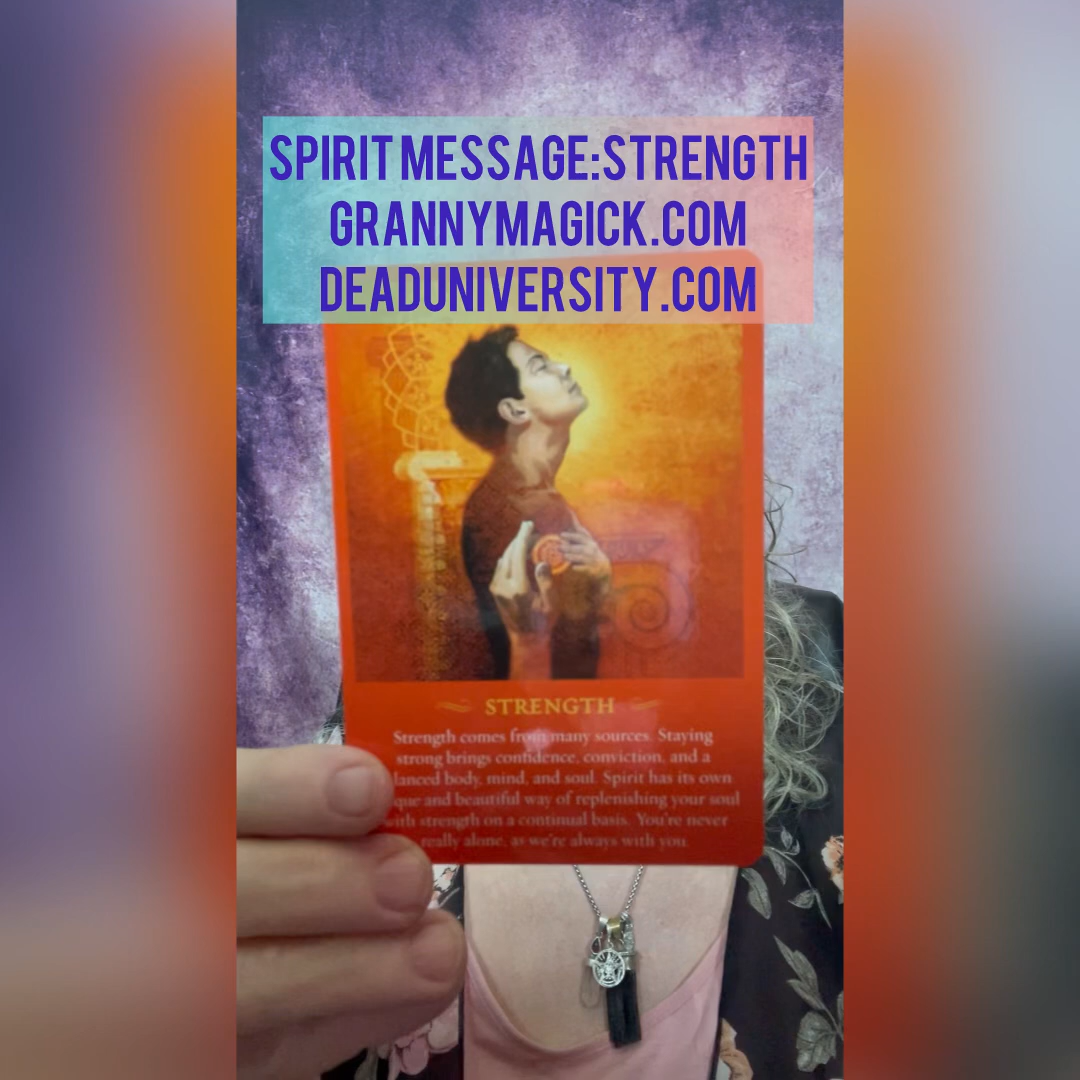 SPIRIT MESSAGE:STRENGTH
GRANNYMAGICK.COM
DEADUNIVERSITY.COM
STRENGTH
Strength comes from many sources. Staying
strong brings confidence, conviction, and a
lanced body, mind, and soul. Spirit has its own
que and beautiful way of replenishing your soul
with strength on a continual basis. You're never
really alone, as we're always with you.